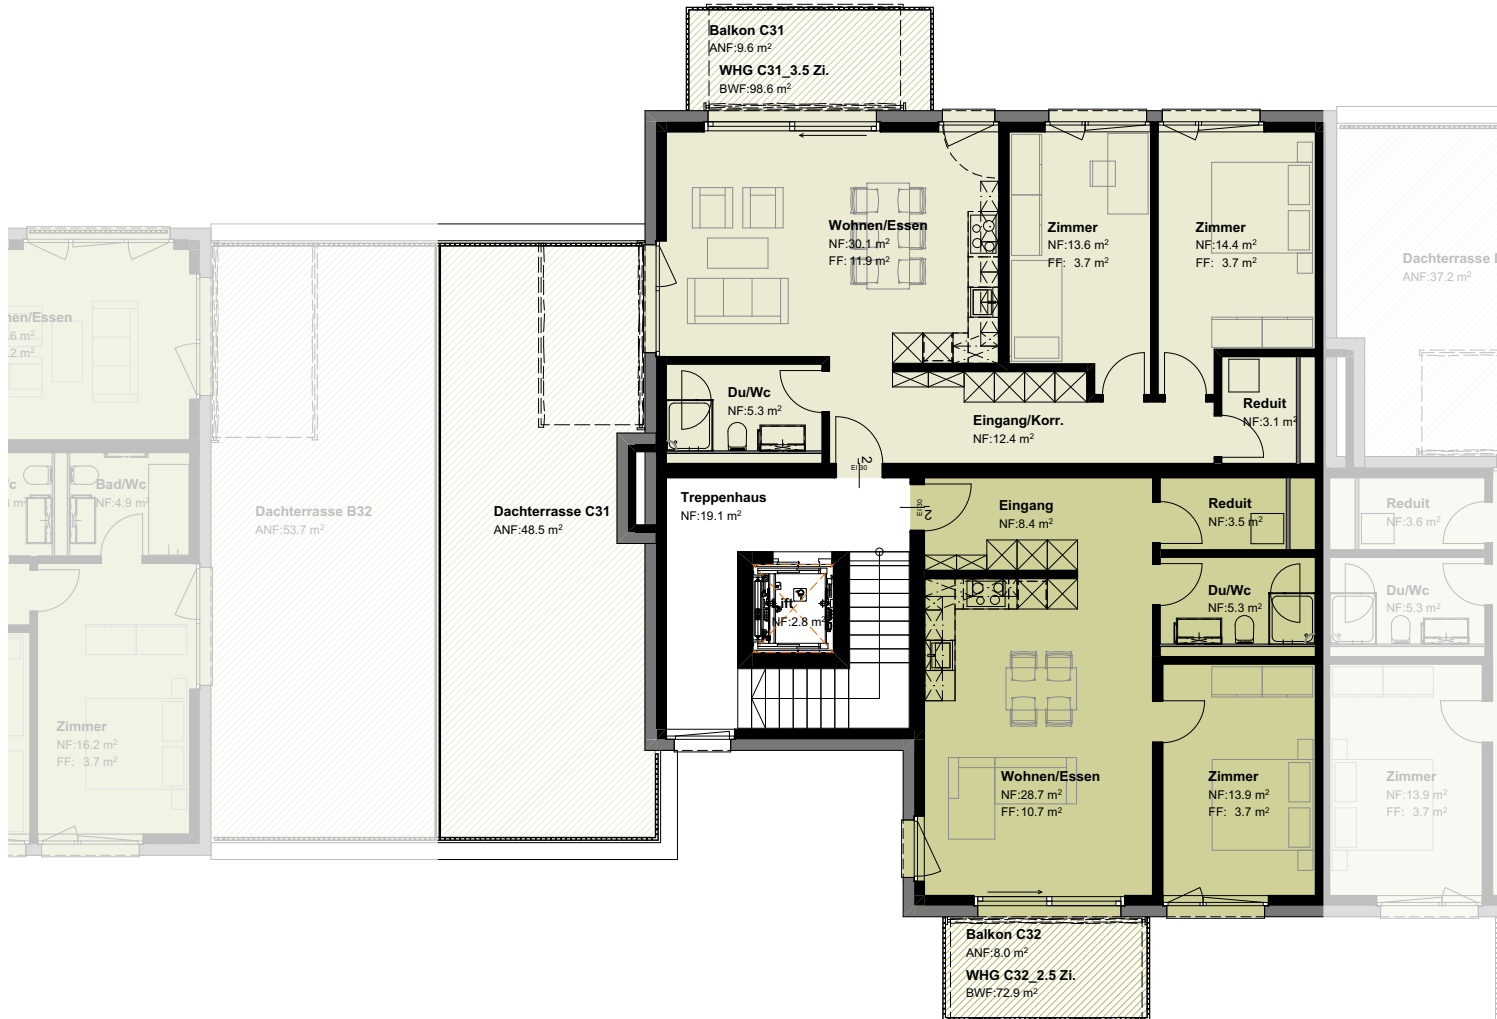 Balkon C31
ANF:9.6 m²
WHG C31_3.5 Zi.
BWF:98.6 m²
Wohnen/Essen
NF:30.1 m²
FF: 11.9 m²
Zimmer
NF:13.6 m²
FF: 3.7 m²
Zimmer
NF:14.4 m²
FF: 3.7 m²
ANF:37.2 m²
Du/Wc
NF:5.3 m²
Eingang/Korr.
NF:12.4 m²
Reduit
NF:3.1 m²
EI 30
2
Treppenhaus
NF:19.1 m²
EI 30
2
Eingang
NF:8.4 m²
Reduit
NF:3.5 m²
Reduit
NF:3.6 m²
Bad/Wc
NF:4.9 m²
Dachterrasse B32
ANF:53.7 m²
Dachterrasse C31
ANF:48.5 m²
Lift
NF:2.8 m²
Du/Wc
NF:5.3 m²
Du/Wc
NF:5.3 m²
Zimmer
NF:16.2 m²
FF: 3.7 m²
Wohnen/Essen
NF:28.7 m²
FF:10.7 m²
Zimmer
NF:13.9 m²
FF: 3.7 m²
Zimmer
NF:13.9 m²
FF: 3.7 m²
Balkon C32
ANF:8.0 m²
WHG C32_2.5 Zi.
BWF:72.9 m²